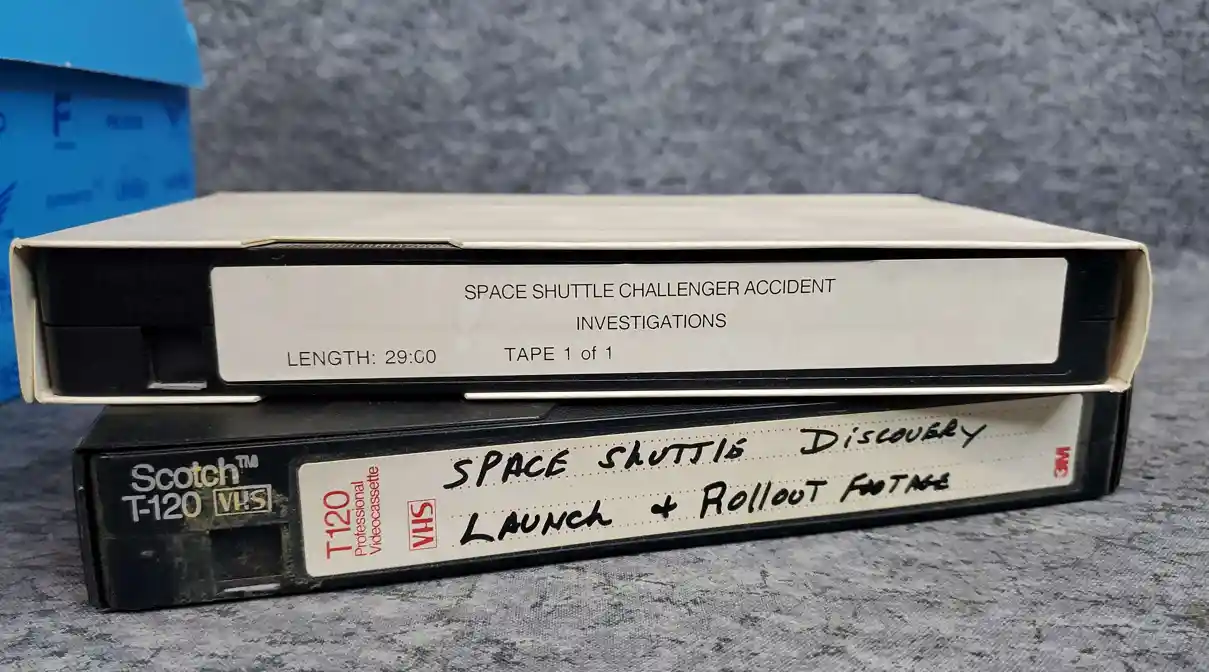 SPACE SHUTTLE CHALLENGER ACCIDENT
INVESTIGATIONS
LENGTH: 29:00 TAPE 1 of 1
Scotch™
T-120 VHS
T120
Professional
Videocassette
VHS
SPACE SHUTTLE DISCOVERY
LAUNCH & ROLLOUT FOOTAGE
3M
F